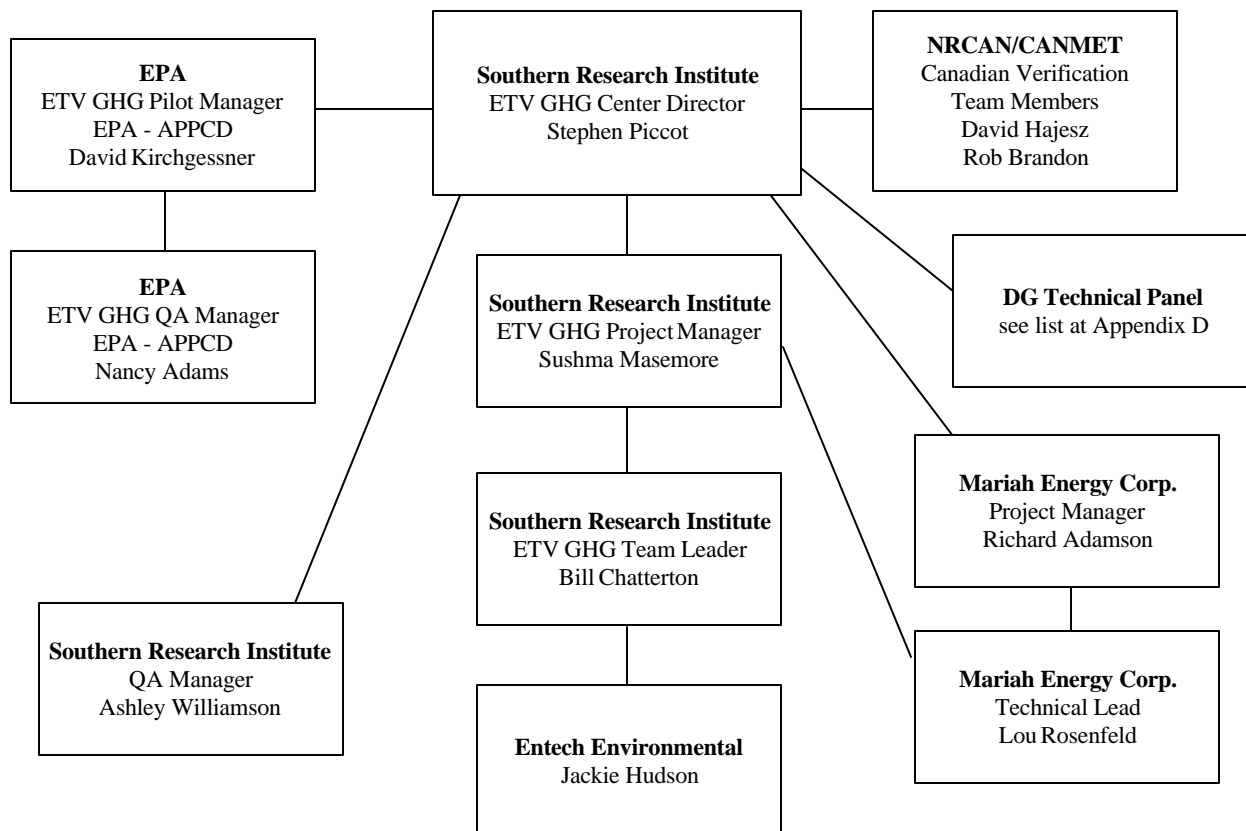 EPA
ETV GHG Pilot Manager
EPA - APPCD
David Kirchgessner
Southern Research Institute
ETV GHG Center Director
Stephen Piccot
NRCAN/CANMET
Canadian Verification
Team Members
David Hajesz
Rob Brandon
EPA
ETV GHG QA Manager
EPA - APPCD
Nancy Adams
Southern Research Institute
ETV GHG Project Manager
Sushma Masemore
DG Technical Panel
see list at Appendix D
Southern Research Institute
ETV GHG Team Leader
Bill Chatterton
Mariah Energy Corp.
Project Manager
Richard Adamson
Southern Research Institute
QA Manager
Ashley Williamson
Entech Environmental
Jackie Hudson
Mariah Energy Corp.
Technical Lead
Lou Rosenfeld